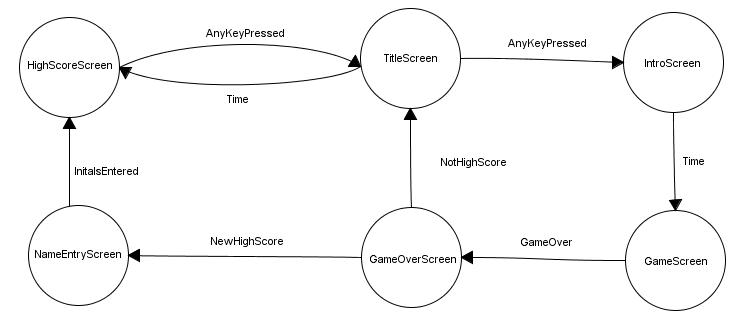 AnyKeyPressed
HighScoreScreen
TitleScreen
AnyKeyPressed
IntroScreen
Time
InitalsEntered
NotHighScore
Time
NameEntryScreen
NewHighScore
GameOverScreen
GameOver
GameScreen